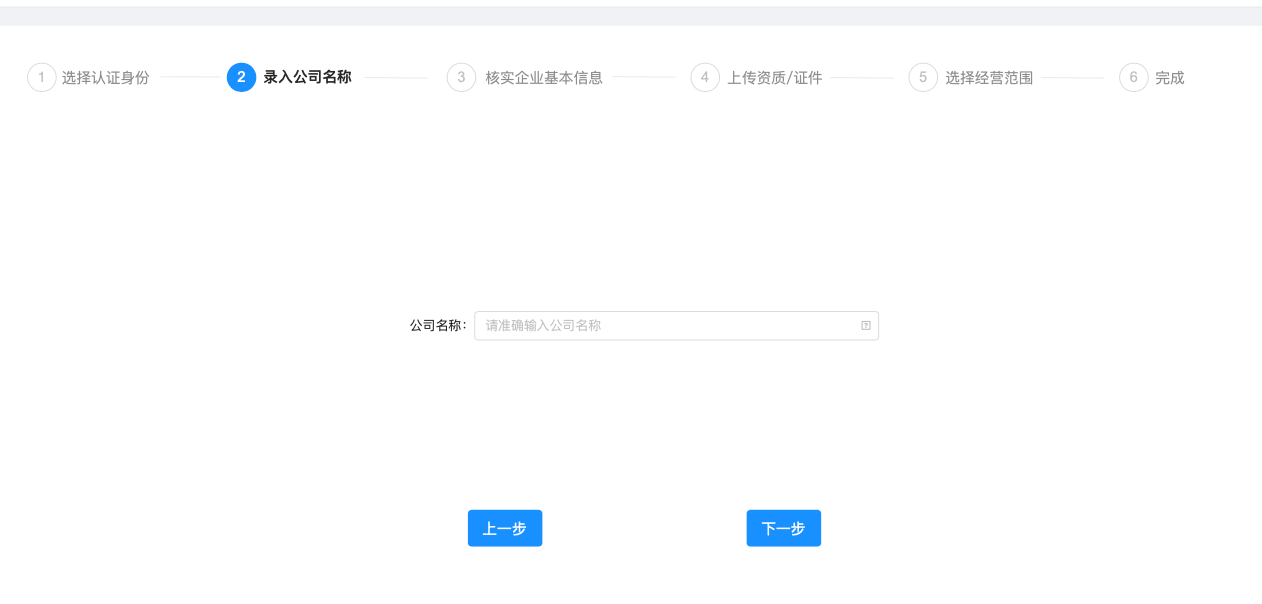 1 选择认证身份 2 录入公司名称 3 核实企业基本信息 4 上传资质/证件 5 选择经营范围 6 完成
公司名称: 请准确输入公司名称 ?
上一步 下一步